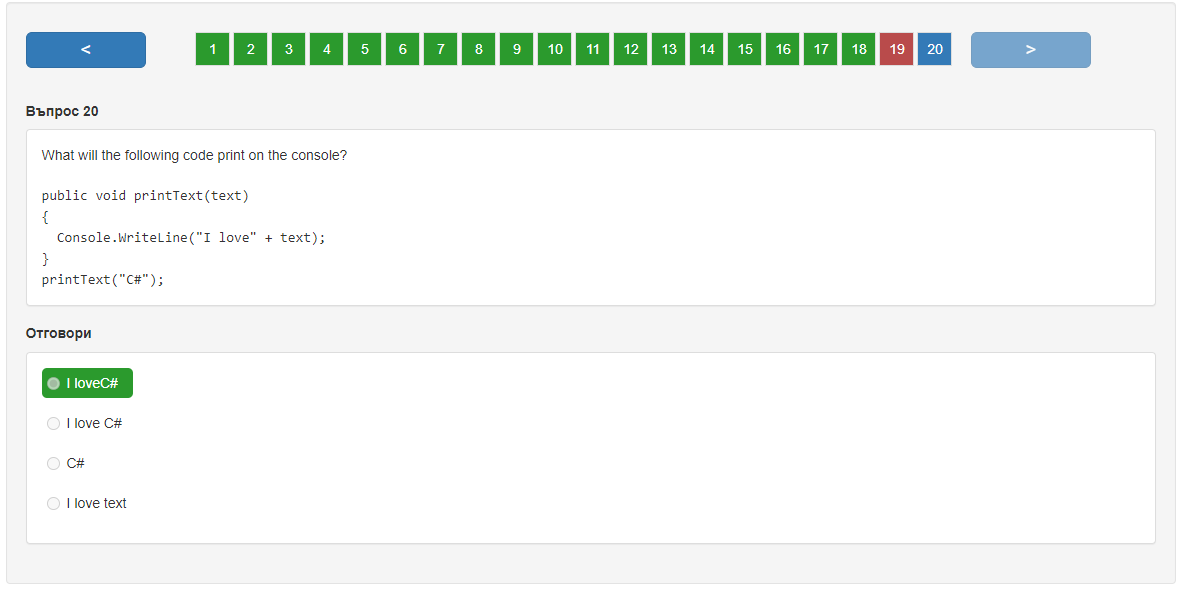 < 1 2 3 4 5 6 7 8 9 10 11 12 13 14 15 16 17 18 19 20 >
Въпрос 20
What will the following code print on the console?
public void printText(text)
{
  Console.WriteLine("I love" + text);
}
printText("C#");
Отговори
I loveC#
I love C#
C#
I love text